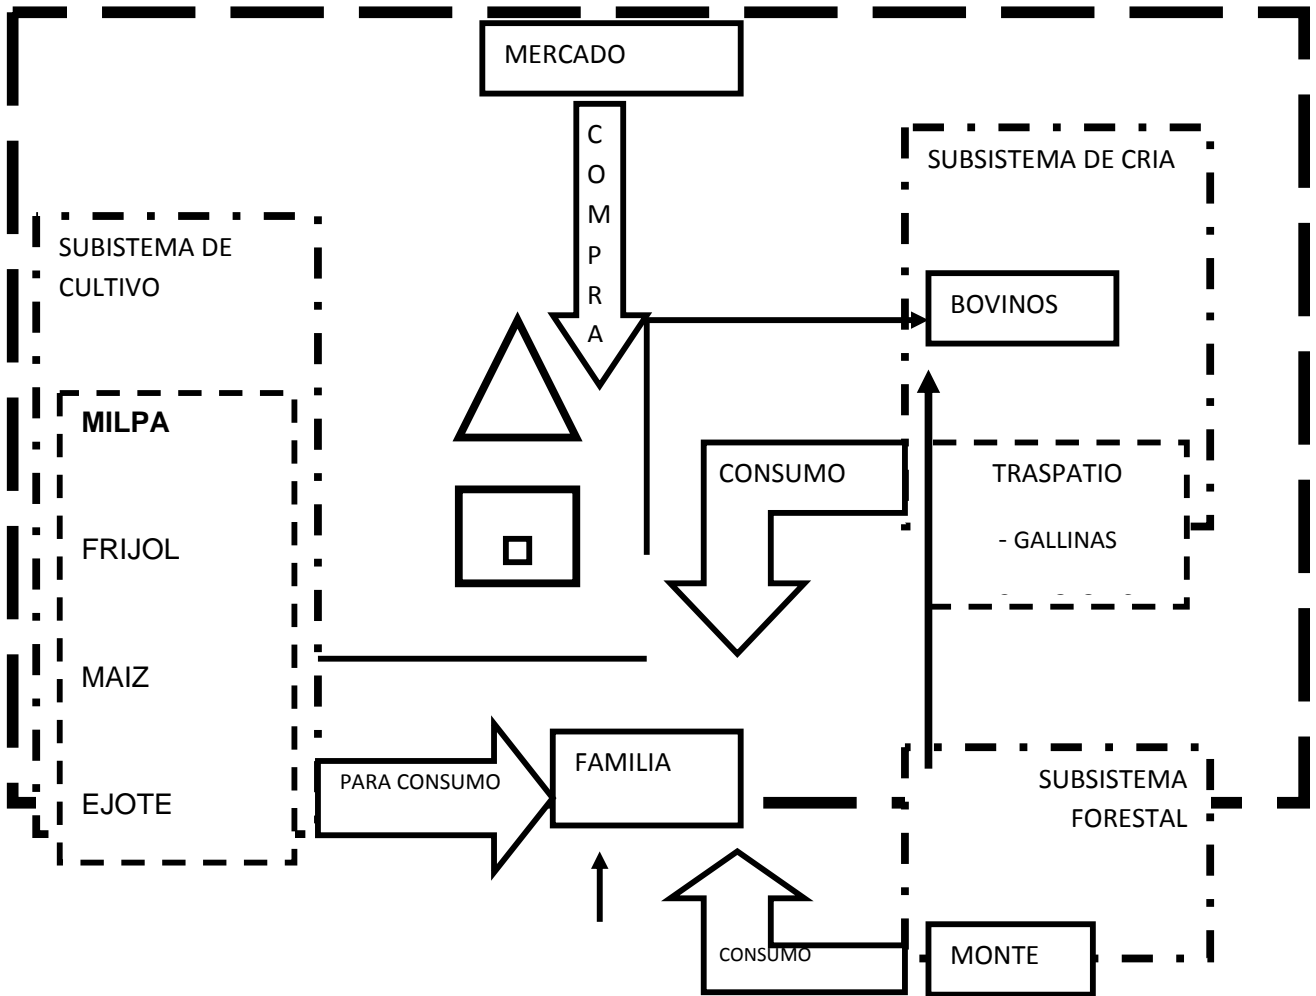 MERCADO
C
O
M
P
R
A
SUBSISTEMA DE CRIA
SUBISTEMA DE
CULTIVO
BOVINOS
MILPA
FRIJOL
MAIZ
EJOTE
CONSUMO
TRASPATIO
- GALLINAS
PARA CONSUMO
FAMILIA
SUBSISTEMA
FORESTAL
CONSUMO
MONTE